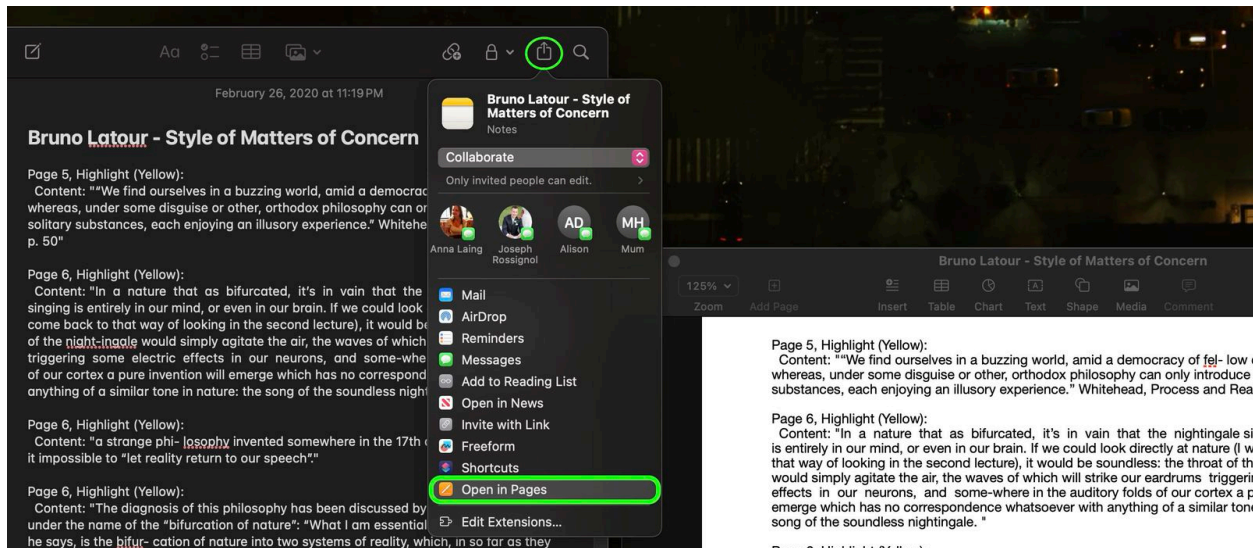 Aa
February 26, 2020 at 11:19 PM
Bruno Latour - Style of Matters of Concern
Page 5, Highlight (Yellow):
Content: "“We find ourselves in a buzzing world, amid a democrac
whereas, under some disguise or other, orthodox philosophy can or
solitary substances, each enjoying an illusory experience.” Whitehe
p. 50"
Page 6, Highlight (Yellow):
Content: "In a nature that as bifurcated, it’s in vain that the
singing is entirely in our mind, or even in our brain. If we could look
come back to that way of looking in the second lecture), it would be
of the night-ingale would simply agitate the air, the waves of which
triggering some electric effects in our neurons, and some-whe
of our cortex a pure invention will emerge which has no correspond
anything of a similar tone in nature: the song of the soundless night
Page 6, Highlight (Yellow):
Content: "a strange phi- losophy invented somewhere in the 17th
it impossible to “let reality return to our speech”."
Page 6, Highlight (Yellow):
Content: "The diagnosis of this philosophy has been discussed by
under the name of the “bifurcation of nature”: “What I am essential
he says, is the bifur- cation of nature into two systems of reality, which, in so far as they
Bruno Latour - Style of
Matters of Concern
Notes
Collaborate
Only invited people can edit.
AD
MH
Anna Laing
Joseph
Rossignol
Alison
Mum
Mail
AirDrop
Reminders
Messages
Add to Reading List
Open in News
Invite with Link
Freeform
Shortcuts
Open in Pages
Edit Extensions...
Bruno Latour - Style of Matters of Concern
125%
Zoom
Add Page
Insert
Table
Chart
Text
Shape
Media
Comment
Page 5, Highlight (Yellow):
Content: "“We find ourselves in a buzzing world, amid a democracy of fel- low
whereas, under some disguise or other, orthodox philosophy can only introduce
substances, each enjoying an illusory experience.” Whitehead, Process and Rea
Page 6, Highlight (Yellow):
Content: "In a nature that as bifurcated, it’s in vain that the nightingale si
is entirely in our mind, or even in our brain. If we could look directly at nature (I w
that way of looking in the second lecture), it would be soundless: the throat of th
would simply agitate the air, the waves of which will strike our eardrums triggerin
effects in our neurons, and some-where in the auditory folds of our cortex a p
emerge which has no correspondence whatsoever with anything of a similar tone
song of the soundless nightingale. "